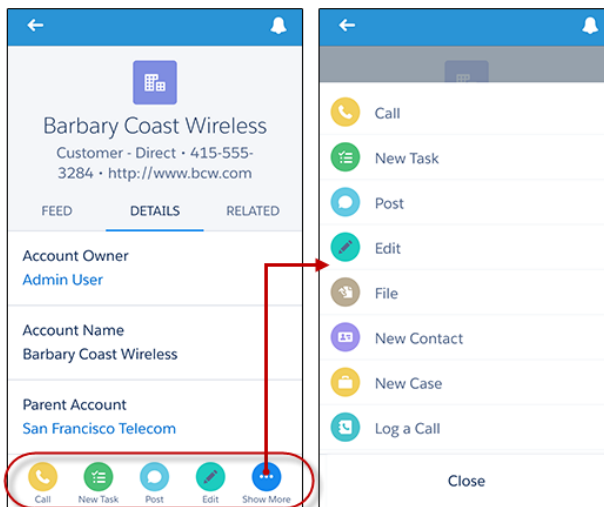 Barbary Coast Wireless
Customer - Direct • 415-555-
3284 • http://www.bcw.com
FEED DETAILS RELATED
Account Owner
Admin User
Account Name
Barbary Coast Wireless
Parent Account
San Francisco Telecom
Call New Task Post Edit Show More
Call
New Task
Post
Edit
File
New Contact
New Case
Log a Call
Close